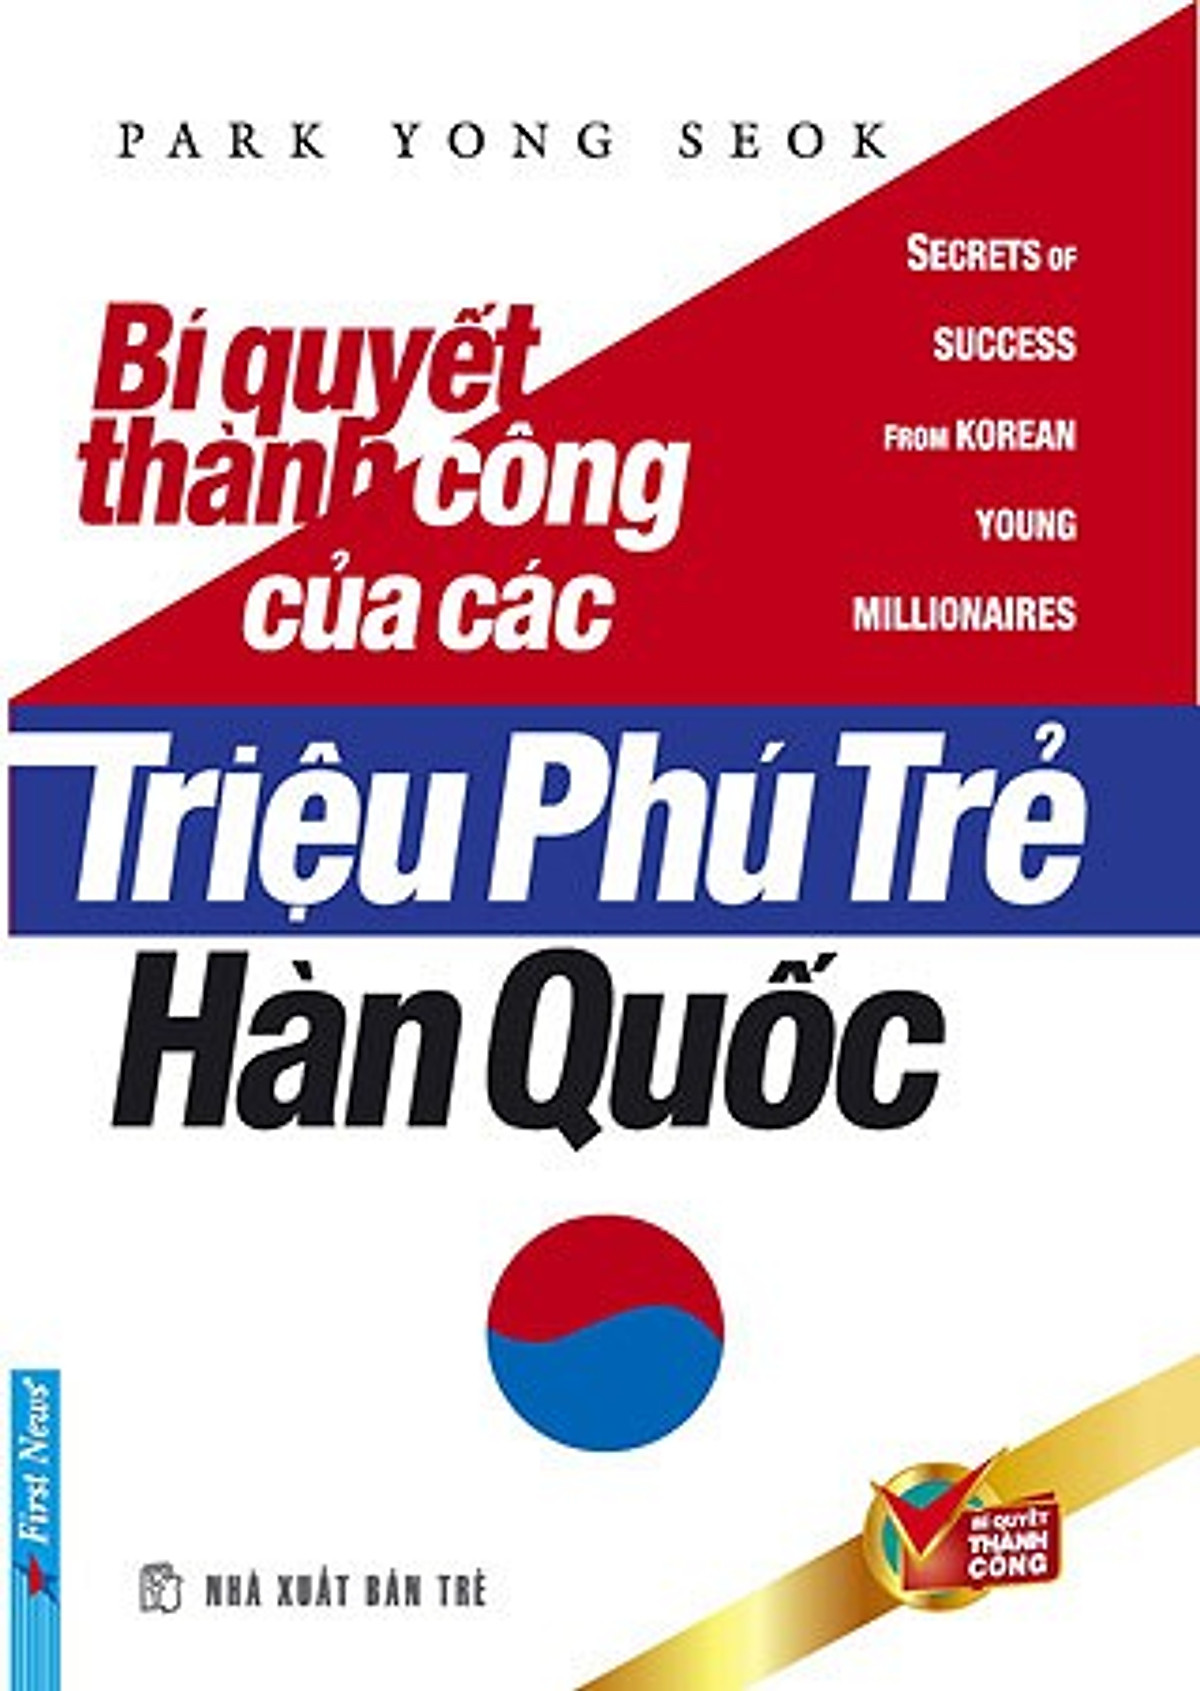 PARK YONG SEOK
SECRETS OF
SUCCESS
FROM KOREAN
YOUNG
MILLIONAIRES
Bí quyết
thành công
của các
Triệu Phú Trẻ
Hàn Quốc
First News
NHÀ XUẤT BẢN TRẺ
BÍ QUYẾT
THÀNH
CÔNG